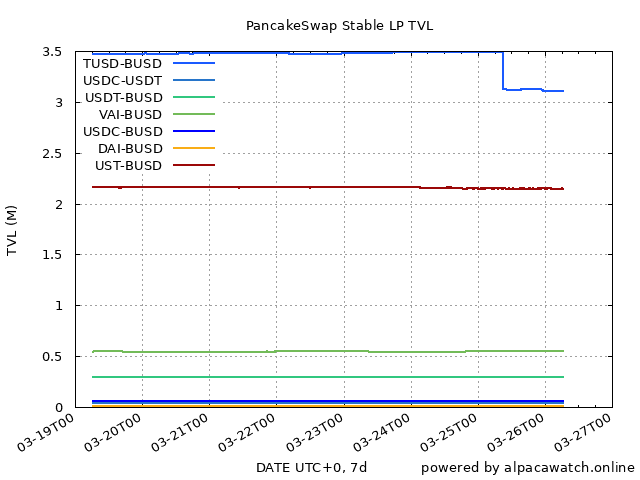 PancakeSwap Stable LP TVL
TVL (M)
3.5
3
2.5
2
1.5
1
0.5
0
TUSD-BUSD
USDC-USDT
USDT-BUSD
VAI-BUSD
USDC-BUSD
DAI-BUSD
UST-BUSD
03-19T00
03-20T00
03-21T00
03-22T00
03-23T00
03-24T00
03-25T00
03-26T00
03-27T00
DATE UTC+0, 7d
powered by alpacawatch.online